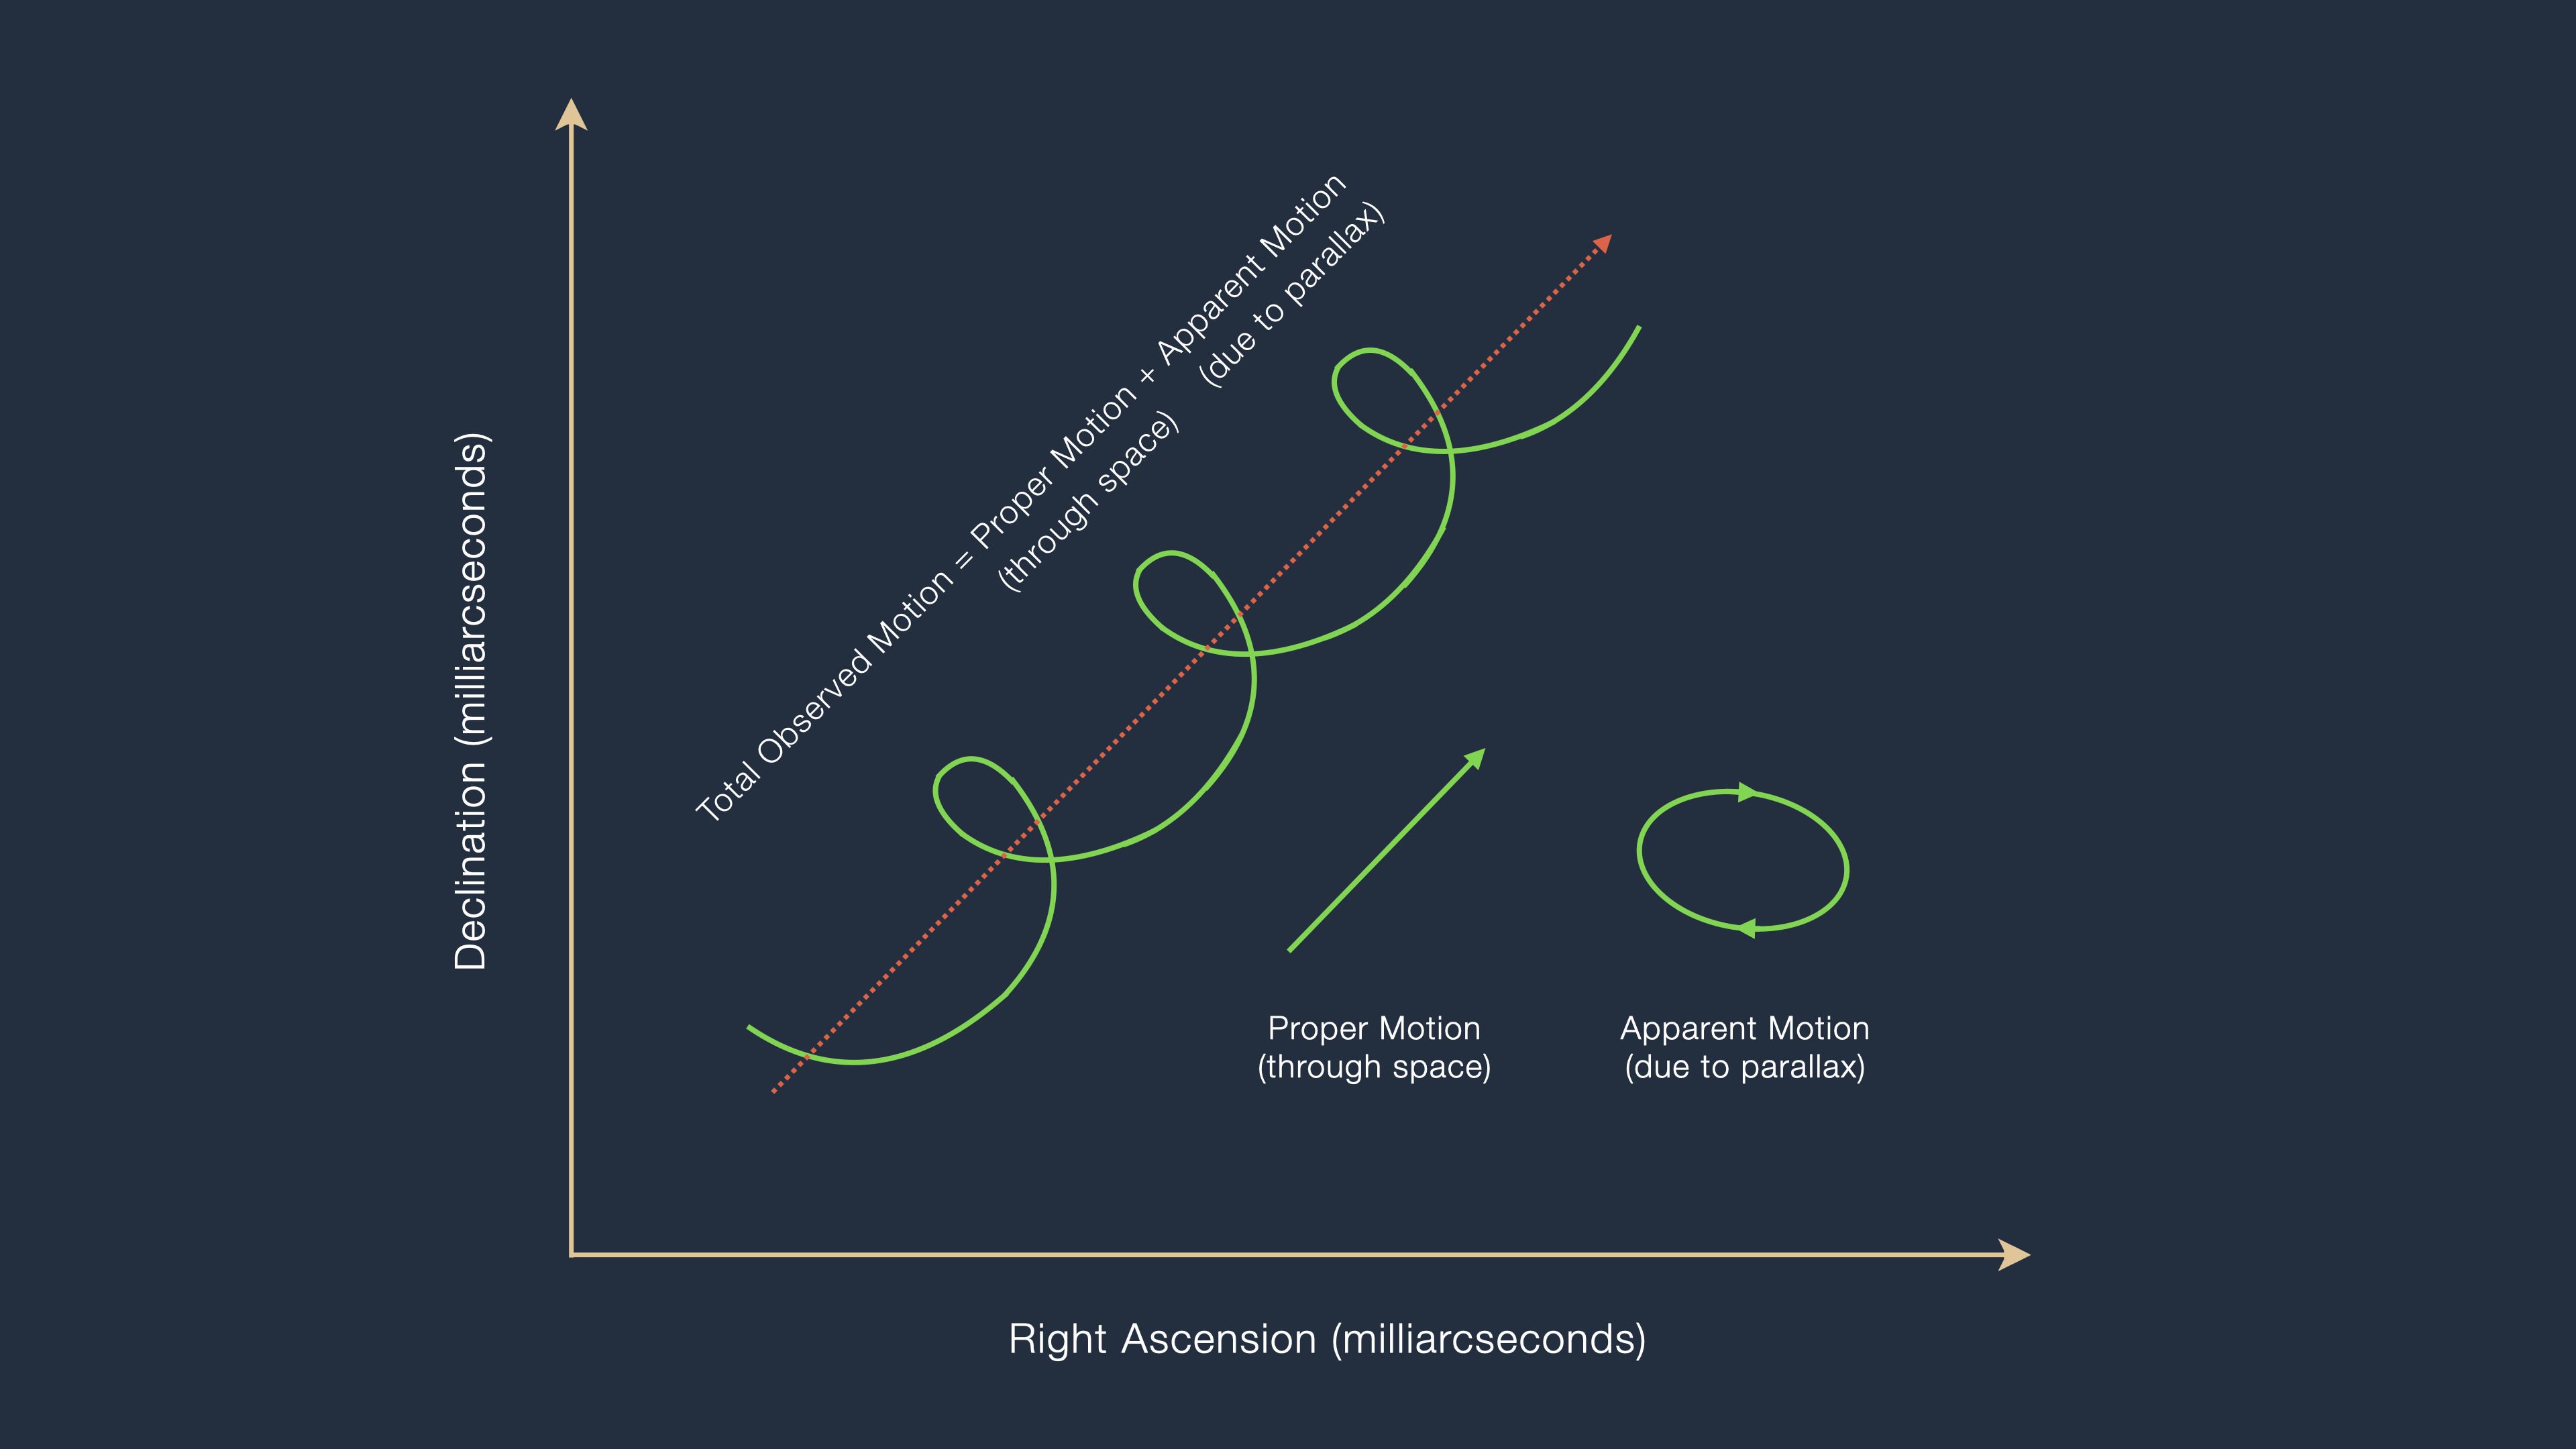 Total Observed Motion = Proper Motion + Apparent Motion
(through space)
(due to parallax)
Declination (milliarcseconds)
Proper Motion
(through space)
Apparent Motion
(due to parallax)
Right Ascension (milliarcseconds)